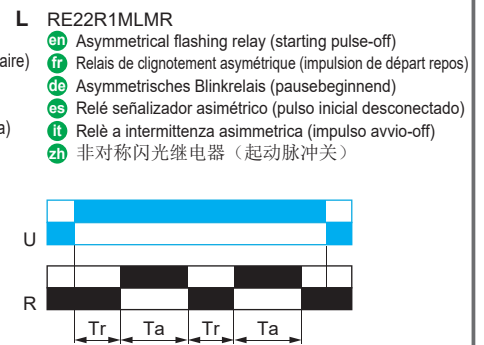 L RE22R1MLMR
en Asymmetrical flashing relay (starting pulse-off)
aire)
fr Relais de clignotement asymétrique (impulsion de départ repos)
de Asymmetrisches Blinkrelais (pausebeginnend)
es Relé señalizador asimétrico (pulso inicial desconectado)
a)
it Relè a intermittenza asimmetrica (impulso avvio-off)
zh 非对称闪光继电器（起动脉冲关）
U
R
Tr Ta Tr Ta